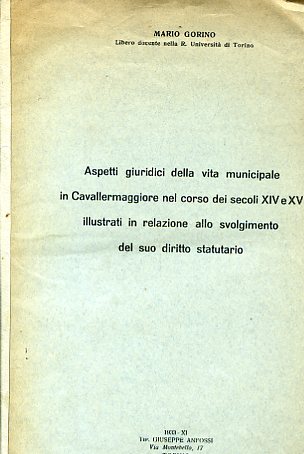 MARIO GORINO
Libero docente nella R. Università di Torino
Aspetti giuridici della vita municipale
in Cavallermaggiore nel corso dei secoli XIV e XV
illustrati in relazione allo svolgimento
del suo diritto statutario
1933 - XI
Tip. GIUSEPPE ANFOSSI
Via Montebello, 17
TORINO